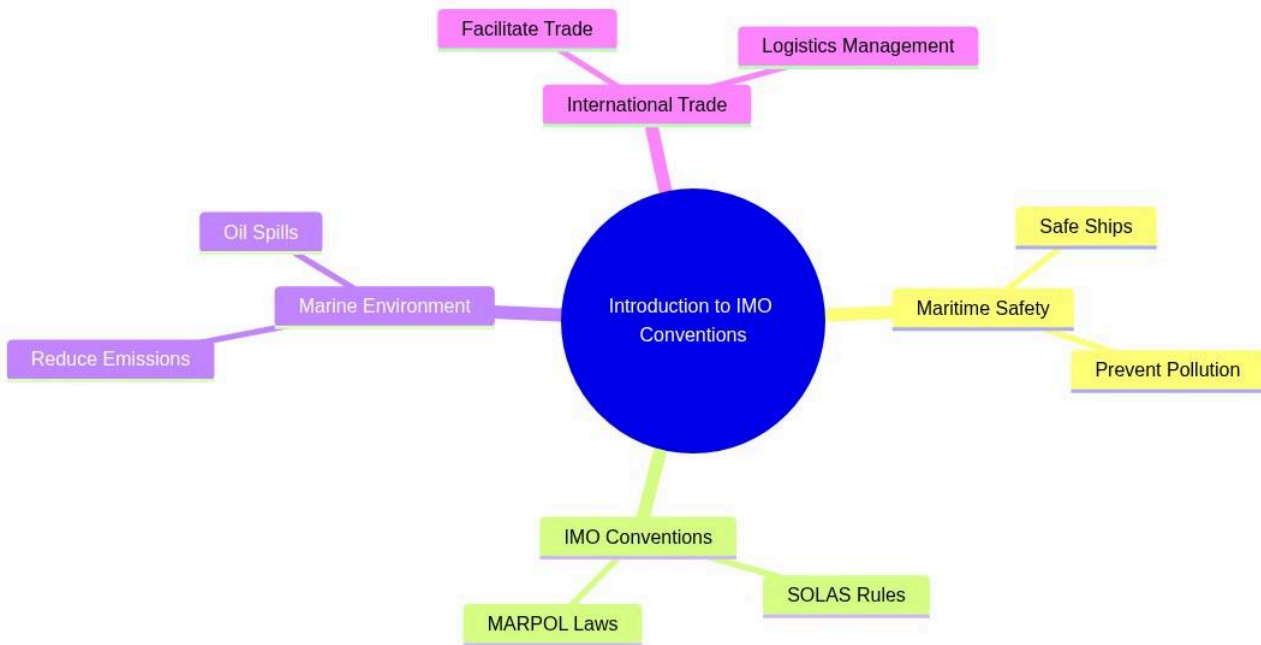 Facilitate Trade
Logistics Management
International Trade
Oil Spills
Safe Ships
Marine Environment
Introduction to IMO
Conventions
Maritime Safety
Reduce Emissions
Prevent Pollution
IMO Conventions
SOLAS Rules
MARPOL Laws